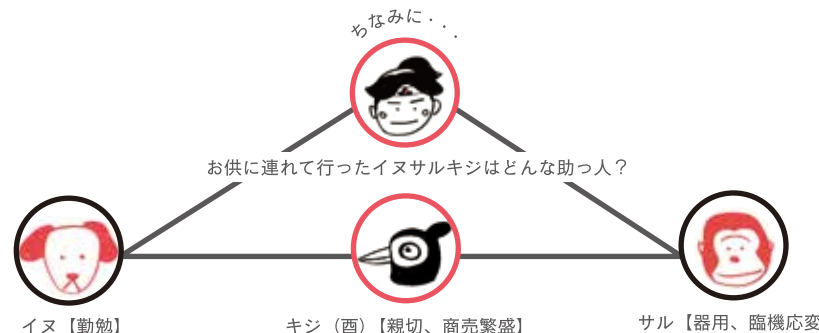 ちなみに・・・
お供に連れて行ったイヌサルキジはどんな助っ人？
イヌ【勤勉】
キジ（酉）【親切、商売繁盛】
サル【器用、臨機応変